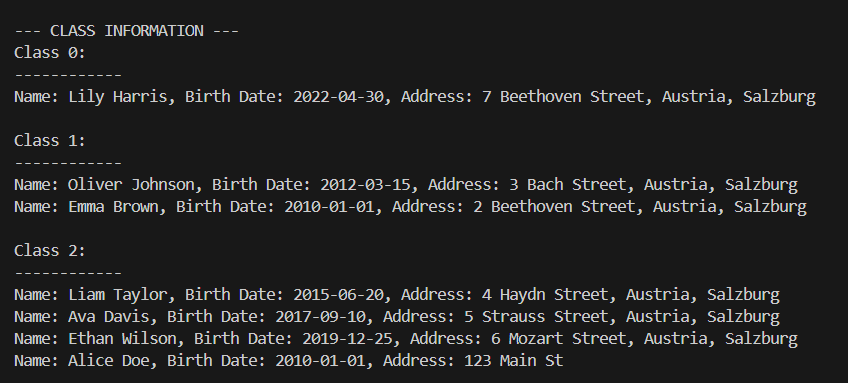 --- CLASS INFORMATION ---
Class 0:
------------
Name: Lily Harris, Birth Date: 2022-04-30, Address: 7 Beethoven Street, Austria, Salzburg
Class 1:
------------
Name: Oliver Johnson, Birth Date: 2012-03-15, Address: 3 Bach Street, Austria, Salzburg
Name: Emma Brown, Birth Date: 2010-01-01, Address: 2 Beethoven Street, Austria, Salzburg
Class 2:
------------
Name: Liam Taylor, Birth Date: 2015-06-20, Address: 4 Haydn Street, Austria, Salzburg
Name: Ava Davis, Birth Date: 2017-09-10, Address: 5 Strauss Street, Austria, Salzburg
Name: Ethan Wilson, Birth Date: 2019-12-25, Address: 6 Mozart Street, Austria, Salzburg
Name: Alice Doe, Birth Date: 2010-01-01, Address: 123 Main St